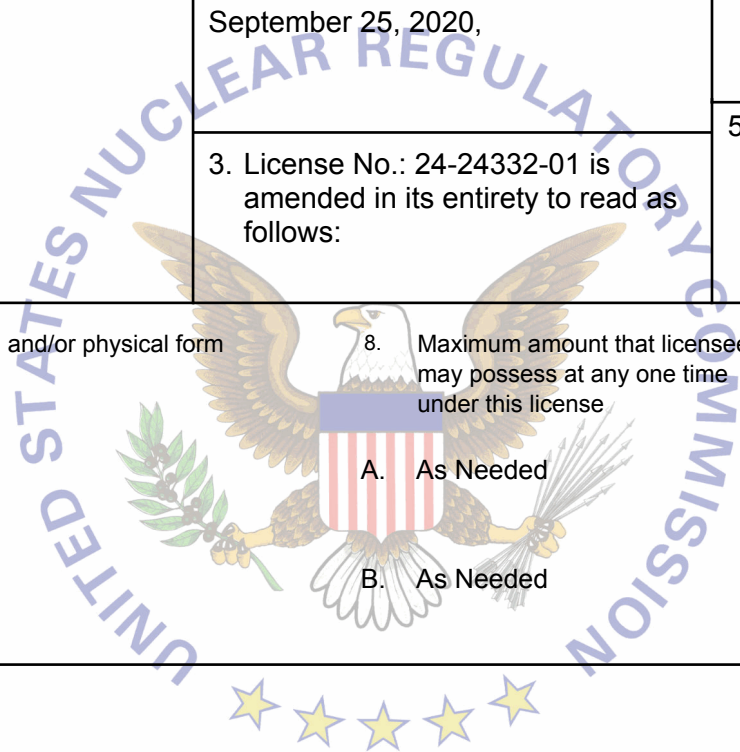 September 25, 2020,
5
3. License No.: 24-24332-01 is
amended in its entirety to read as
follows:
and/or physical form
8. Maximum amount that licensee
may possess at any one time
under this license
A. As Needed
B. As Needed
UNITED STATES NUCLEAR REGULATORY COMMISSION